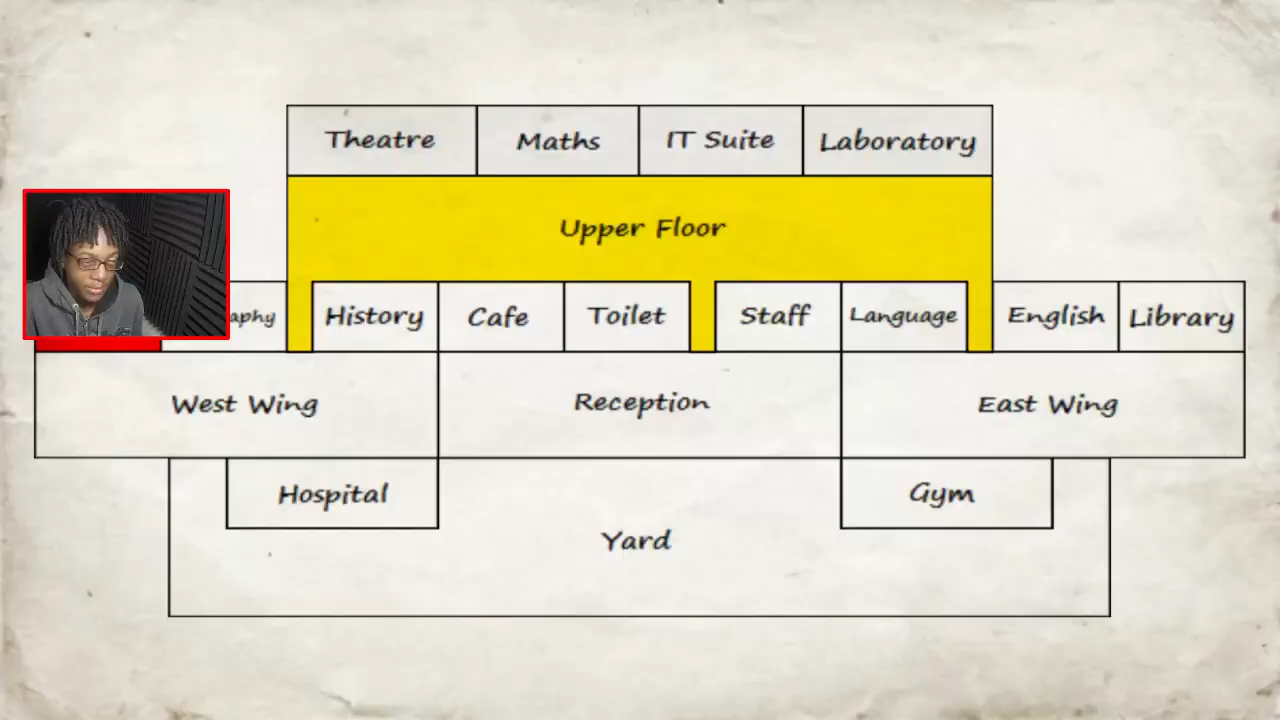 Theatre Maths IT Suite Laboratory
Upper Floor
History Cafe Toilet Staff Language English Library
West Wing Reception East Wing
Hospital Gym
Yard